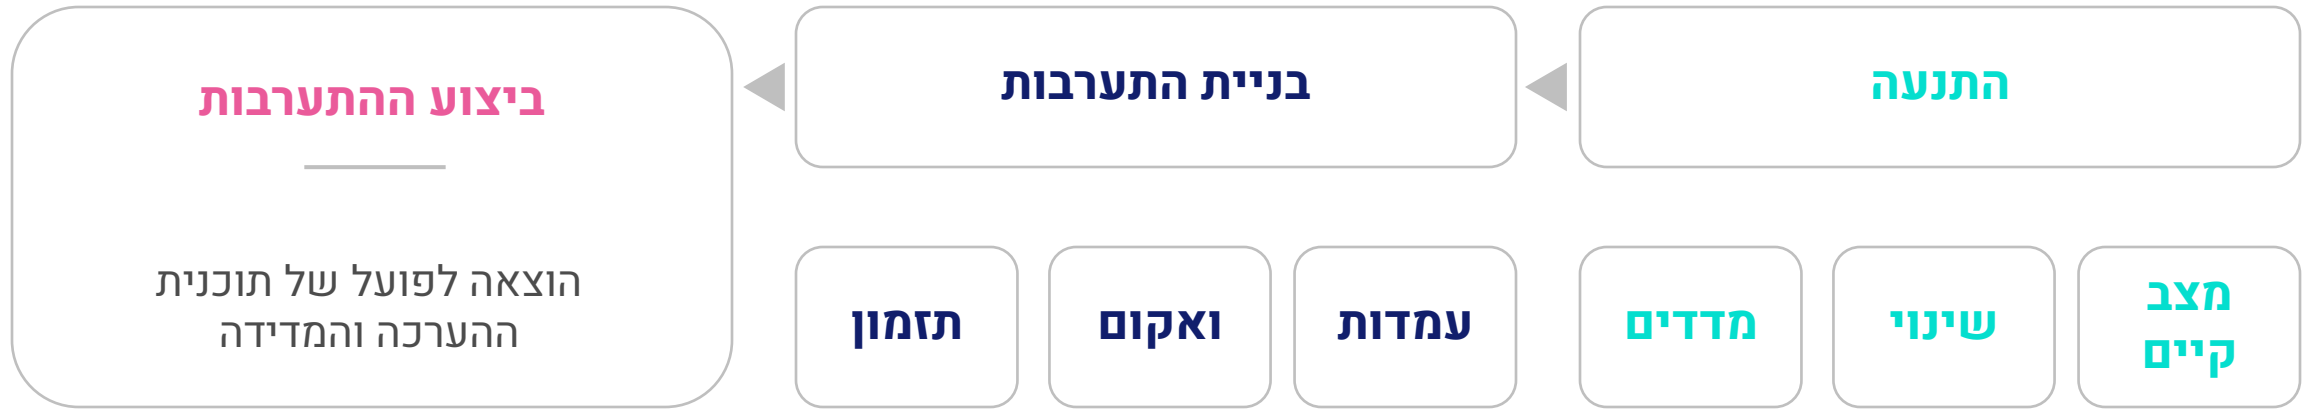 התנעה
בניית התערבות
ביצוע ההתערבות
הוצאה לפועל של תוכנית
ההערכה והמדידה
מצב
קיים
שינוי
מדדים
עמדות
ואקום
תזמון